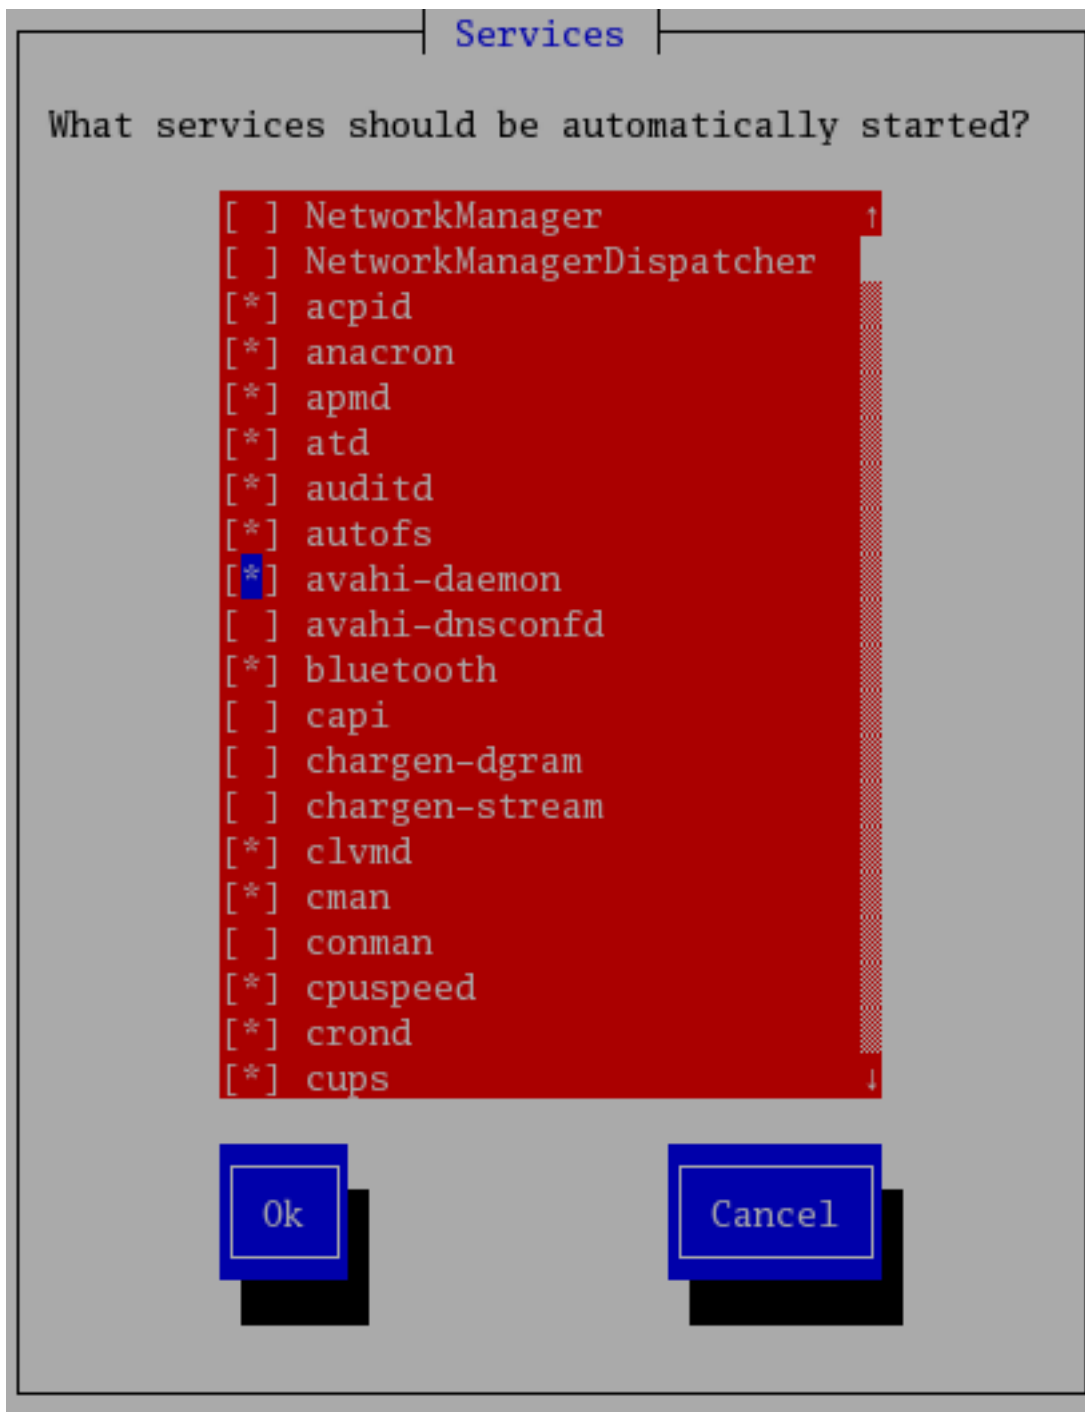 Services
What services should be automatically started?
[ ] NetworkManager ↑
[ ] NetworkManagerDispatcher
[*] acpid
[*] anacron
[*] apmd
[*] atd
[*] auditd
[*] autofs
[*] avahi-daemon
[ ] avahi-dnsconfd
[*] bluetooth
[ ] capi
[ ] chargen-dgram
[ ] chargen-stream
[*] clvmd
[*] cman
[ ] conman
[*] cpuspeed
[*] crond
[*] cups ↓
Ok Cancel